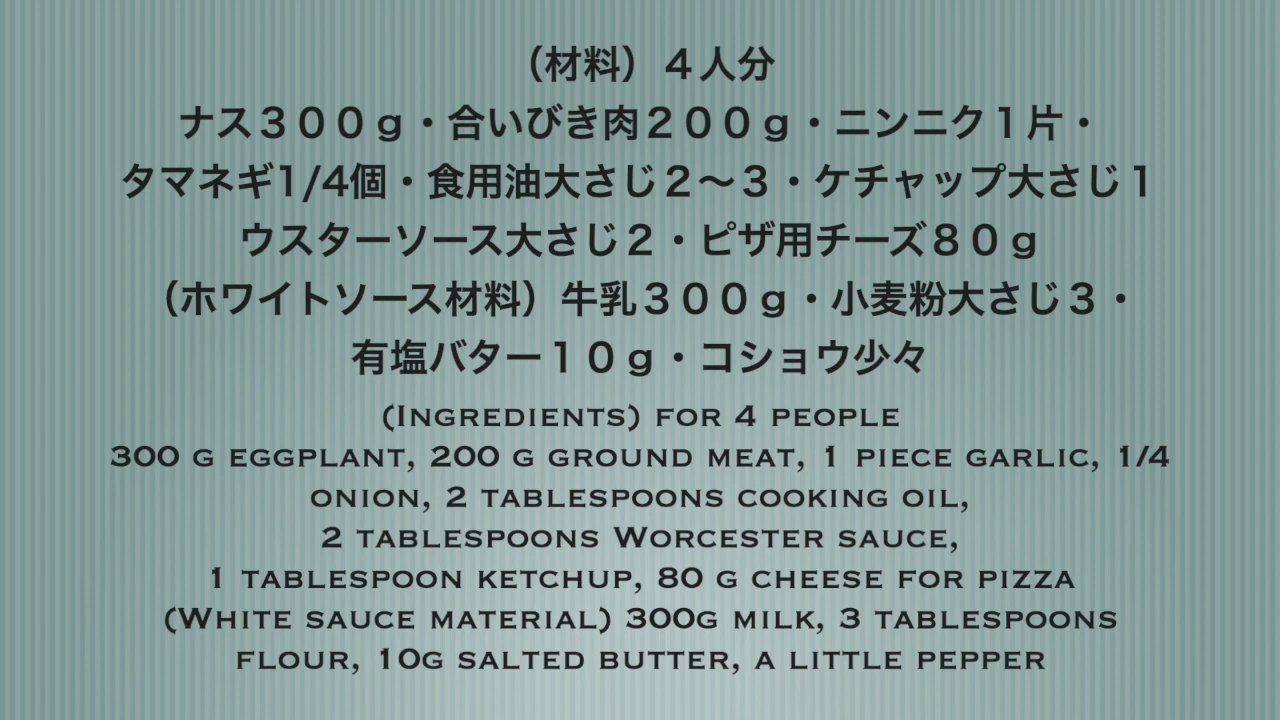 （材料）４人分
ナス３００ｇ・合いびき肉２００ｇ・ニンニク１片・
タマネギ1/4個・食用油大さじ２〜３・ケチャップ大さじ１
ウスターソース大さじ２・ピザ用チーズ８０ｇ
（ホワイトソース材料）牛乳３００ｇ・小麦粉大さじ３・
有塩バター１０ｇ・コショウ少々
(Ingredients) for 4 people
300 g eggplant, 200 g ground meat, 1 piece garlic, 1/4
onion, 2 tablespoons cooking oil,
2 tablespoons Worcester sauce,
1 tablespoon ketchup, 80 g cheese for pizza
(White sauce material) 300g milk, 3 tablespoons
flour, 10g salted butter, a little pepper